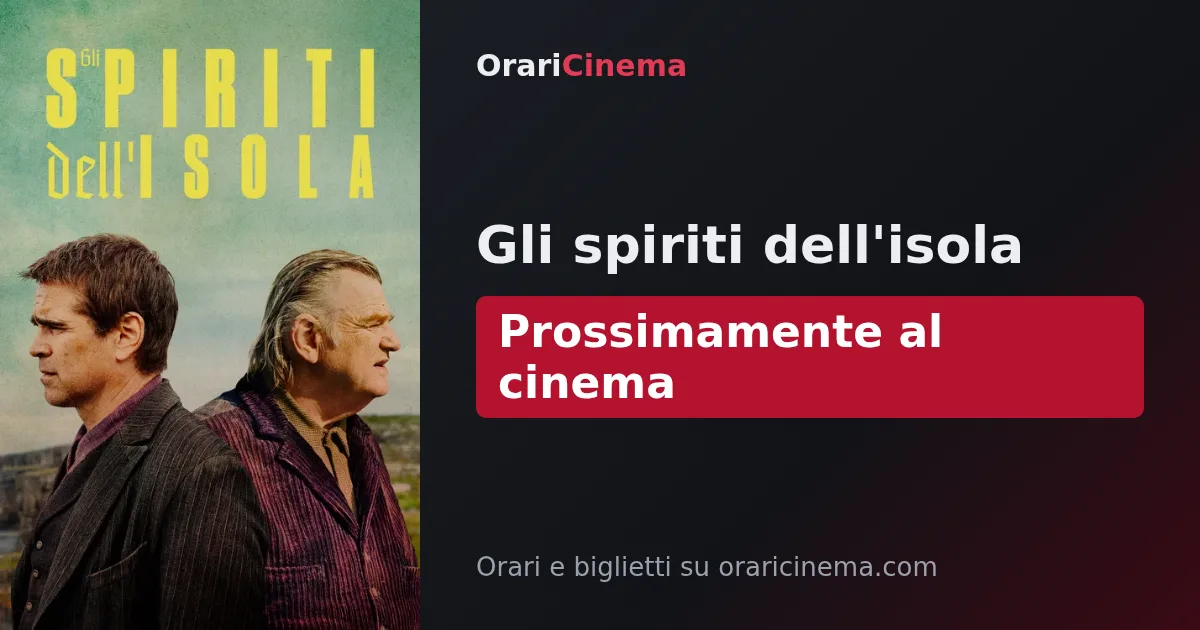 Gli
SPIRITI
dell'ISOLA
OrariCinema
Gli spiriti dell'isola
Prossimamente al
cinema
Orari e biglietti su oraricinema.com